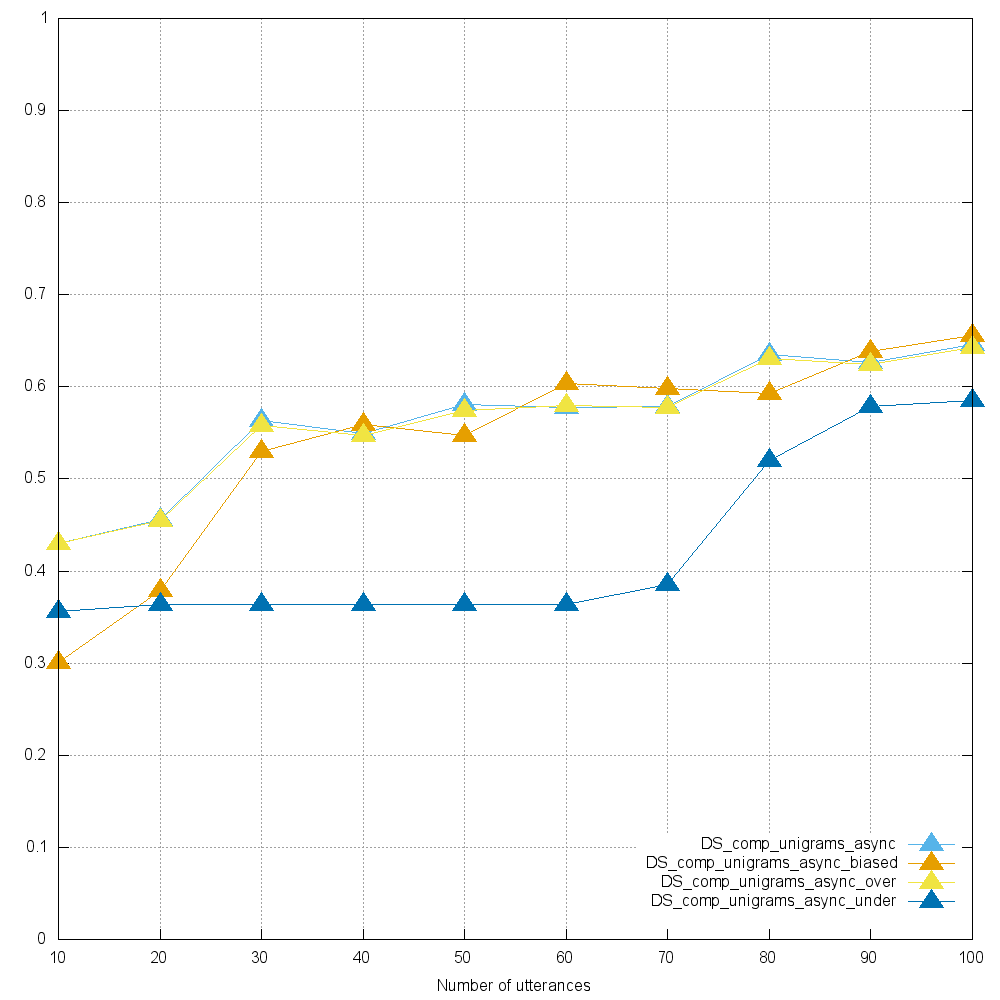 1
0.9
0.8
0.7
0.6
0.5
0.4
0.3
0.2
0.1
0
DS_comp_unigrams_async
DS_comp_unigrams_async_biased
DS_comp_unigrams_async_over
DS_comp_unigrams_async_under
10 20 30 40 50 60 70 80 90 100
Number of utterances